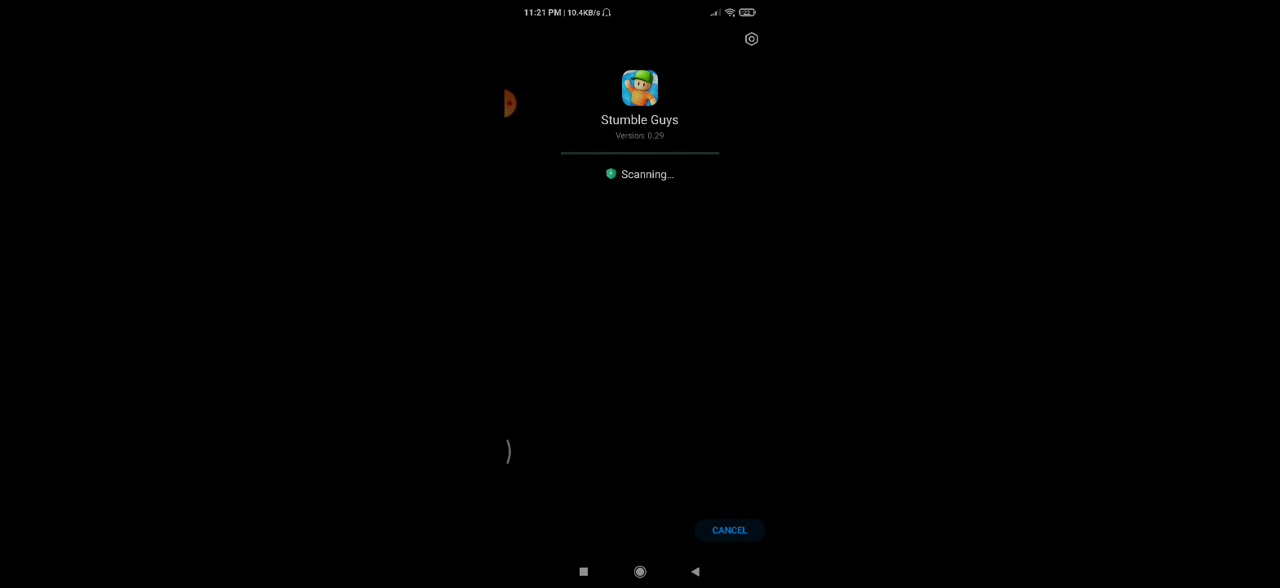 11:21 PM | 10.4KB/s
Stumble Guys
Version: 0.29
Scanning...
CANCEL